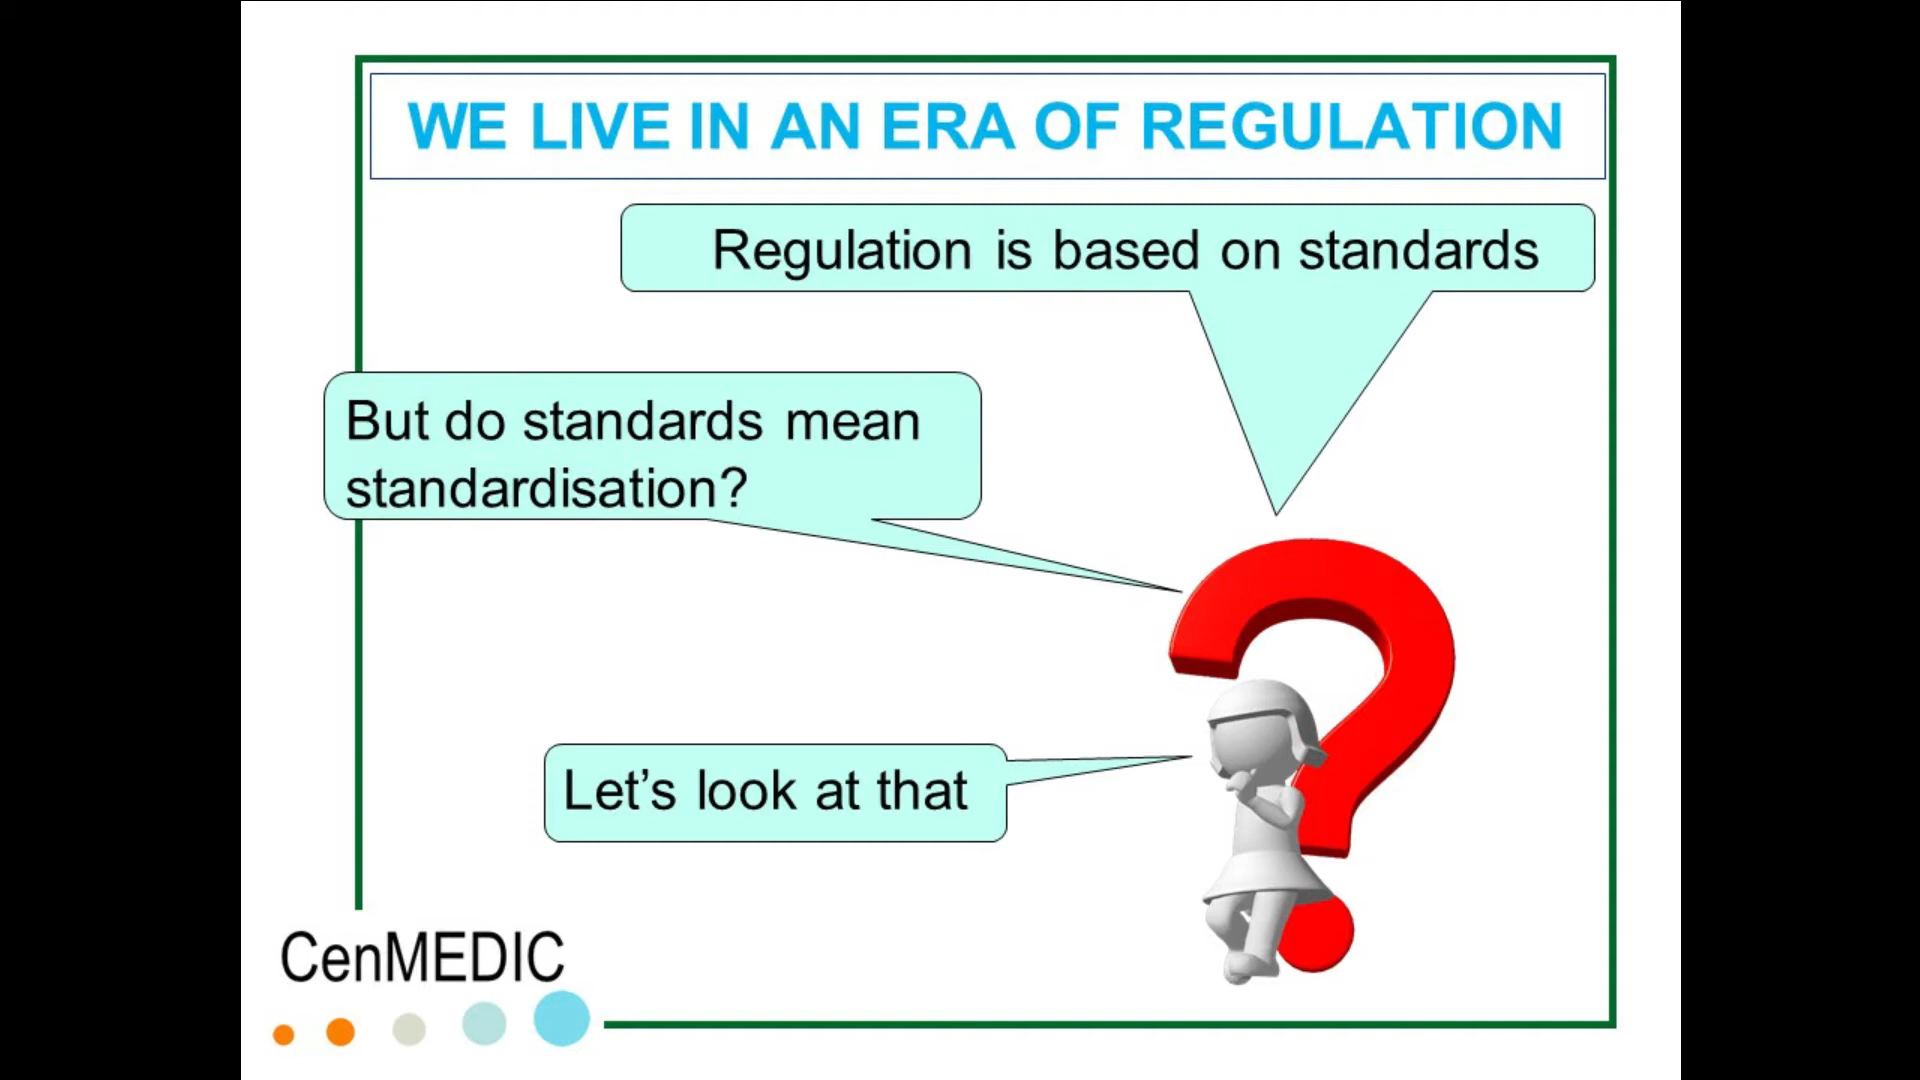 WE LIVE IN AN ERA OF REGULATION
Regulation is based on standards
But do standards mean
standardisation?
Let’s look at that
CenMEDIC